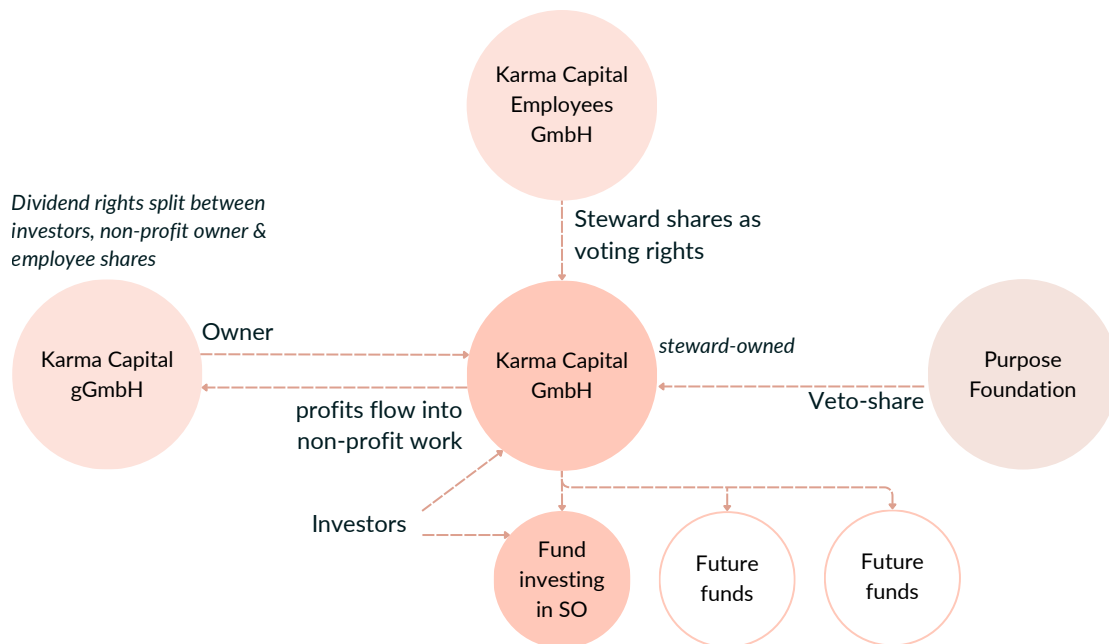 Karma Capital
Employees
GmbH
Dividend rights split between
investors, non-profit owner &
employee shares
Steward shares as
voting rights
Karma Capital
gGmbH
Owner
profits flow into
non-profit work
Karma Capital
GmbH
steward-owned
Veto-share
Purpose
Foundation
Investors
Fund
investing
in SO
Future
funds
Future
funds